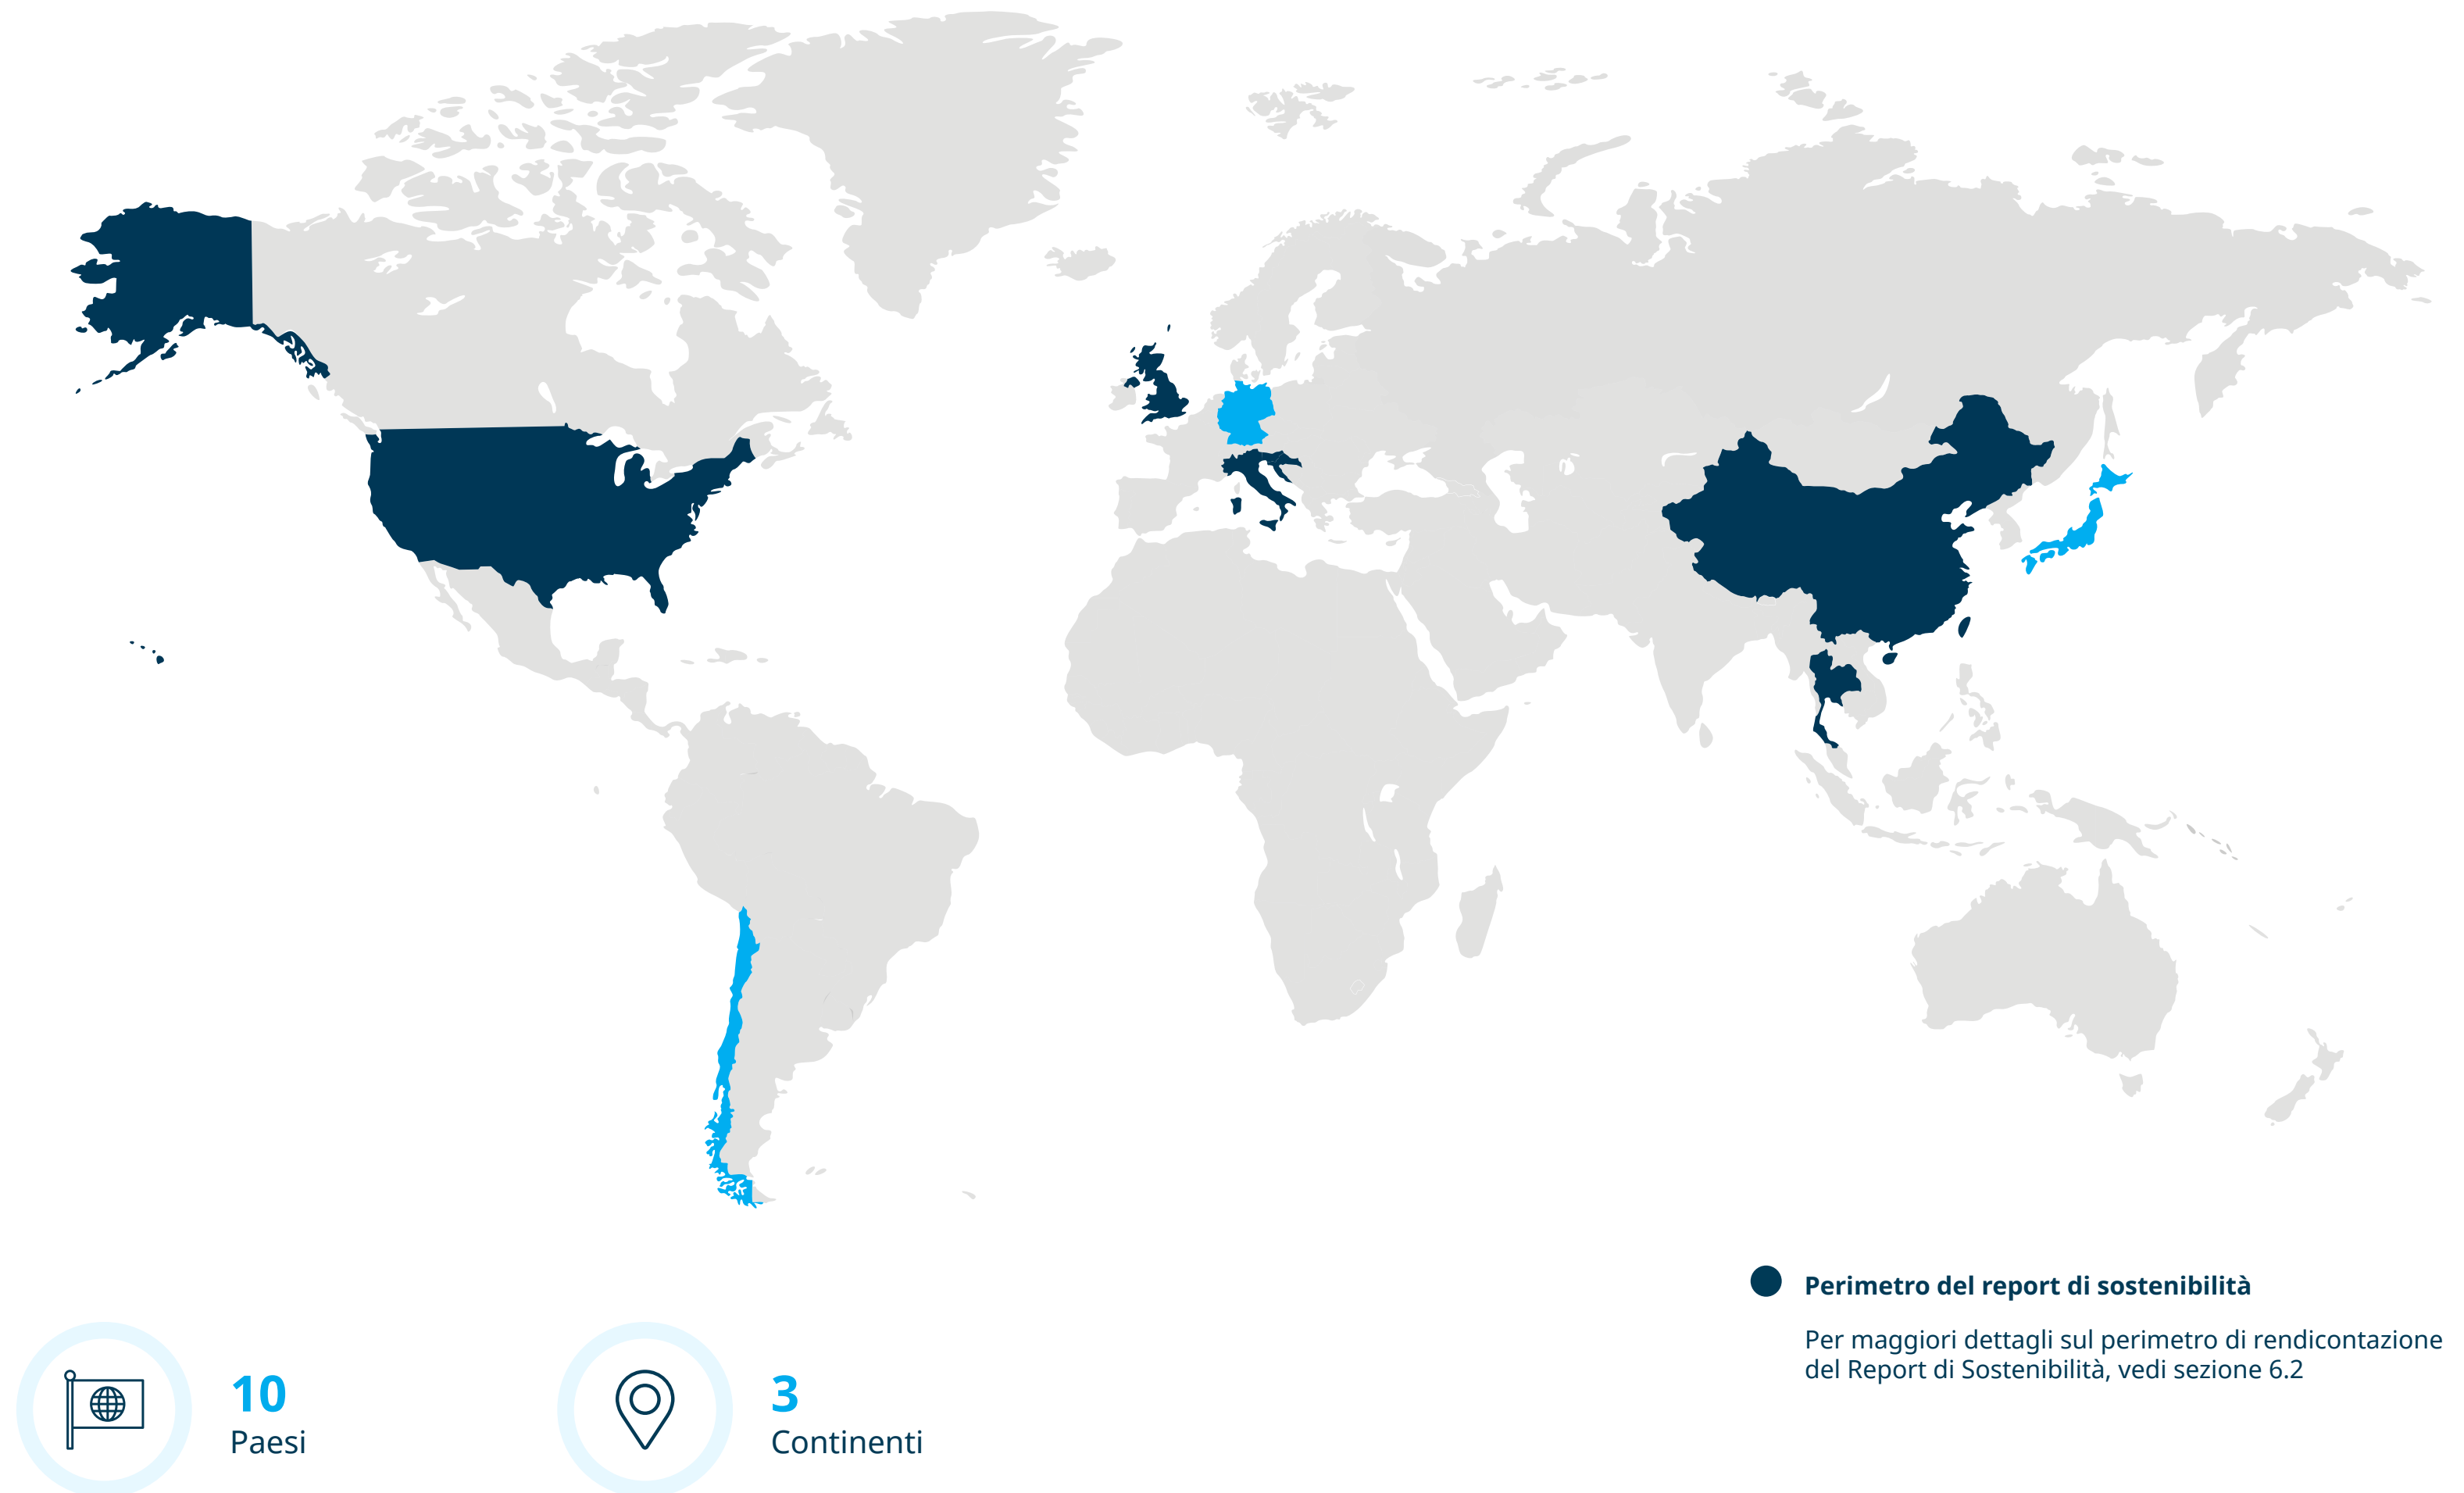 Perimetro del report di sostenibilità
Per maggiori dettagli sul perimetro di rendicontazione
del Report di Sostenibilità, vedi sezione 6.2
10
Paesi
3
Continenti